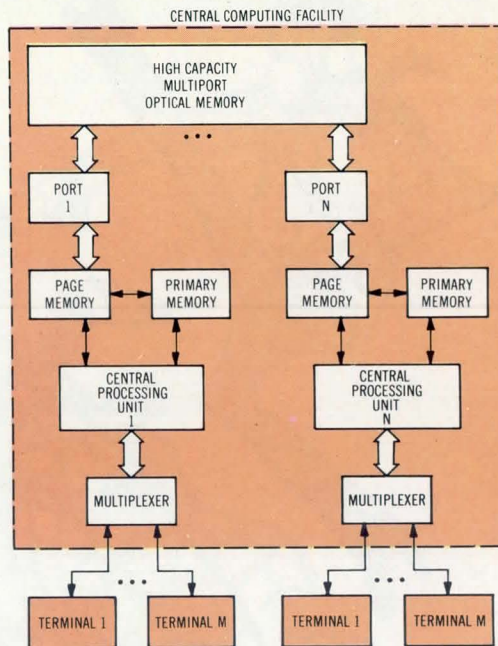 CENTRAL COMPUTING FACILITY
HIGH CAPACITY
MULTIPORT
OPTICAL MEMORY
•••
PORT
1
PORT
N
PAGE
MEMORY
PRIMARY
MEMORY
PAGE
MEMORY
PRIMARY
MEMORY
CENTRAL
PROCESSING
UNIT
1
CENTRAL
PROCESSING
UNIT
N
MULTIPLEXER
MULTIPLEXER
•••
•••
TERMINAL 1
TERMINAL M
TERMINAL 1
TERMINAL M